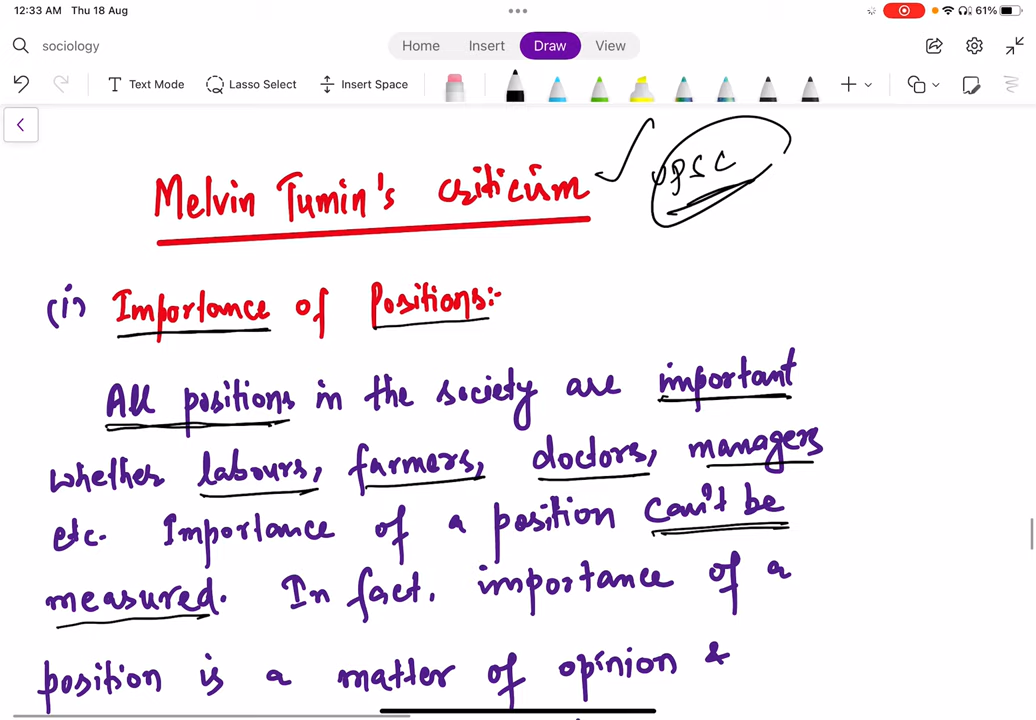 12:33 AM Thu 18 Aug
61%
sociology
Home Insert Draw View
Text Mode Lasso Select Insert Space
Melvin Tumin's criticism
UPSC
(i) Importance of Positions:-
All positions in the society are important
whether labours, farmers, doctors, managers
etc. Importance of a position can't be
measured. In fact, importance of a
position is a matter of opinion &